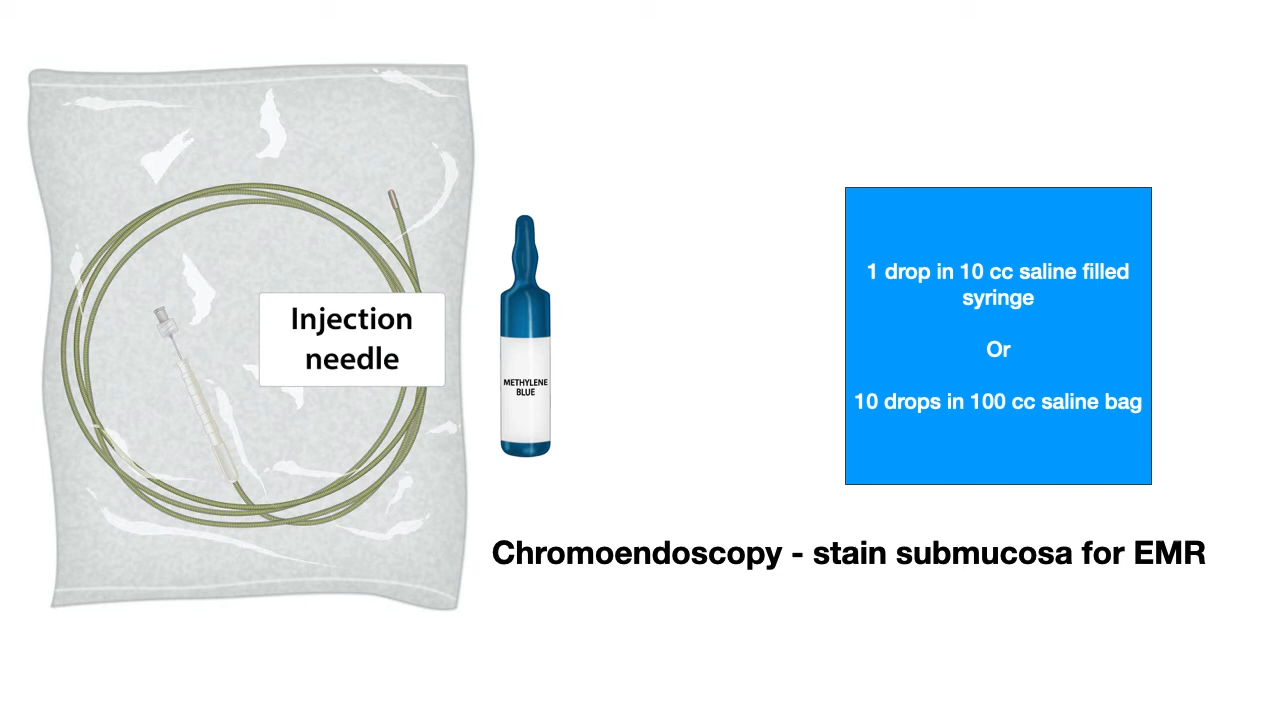 Injection
needle
METHYLENE
BLUE
1 drop in 10 cc saline filled
syringe
Or
10 drops in 100 cc saline bag
Chromoendoscopy - stain submucosa for EMR